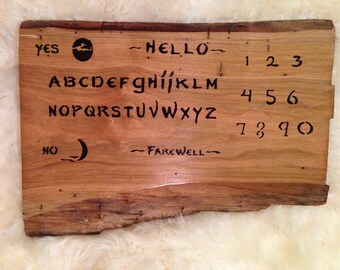 YES ~HELLO~
1 2 3
ABCDEFghijKLM
4 5 6
NOPQRSTUVWXYZ
7 8 9 0
NO ~FAREWELL~